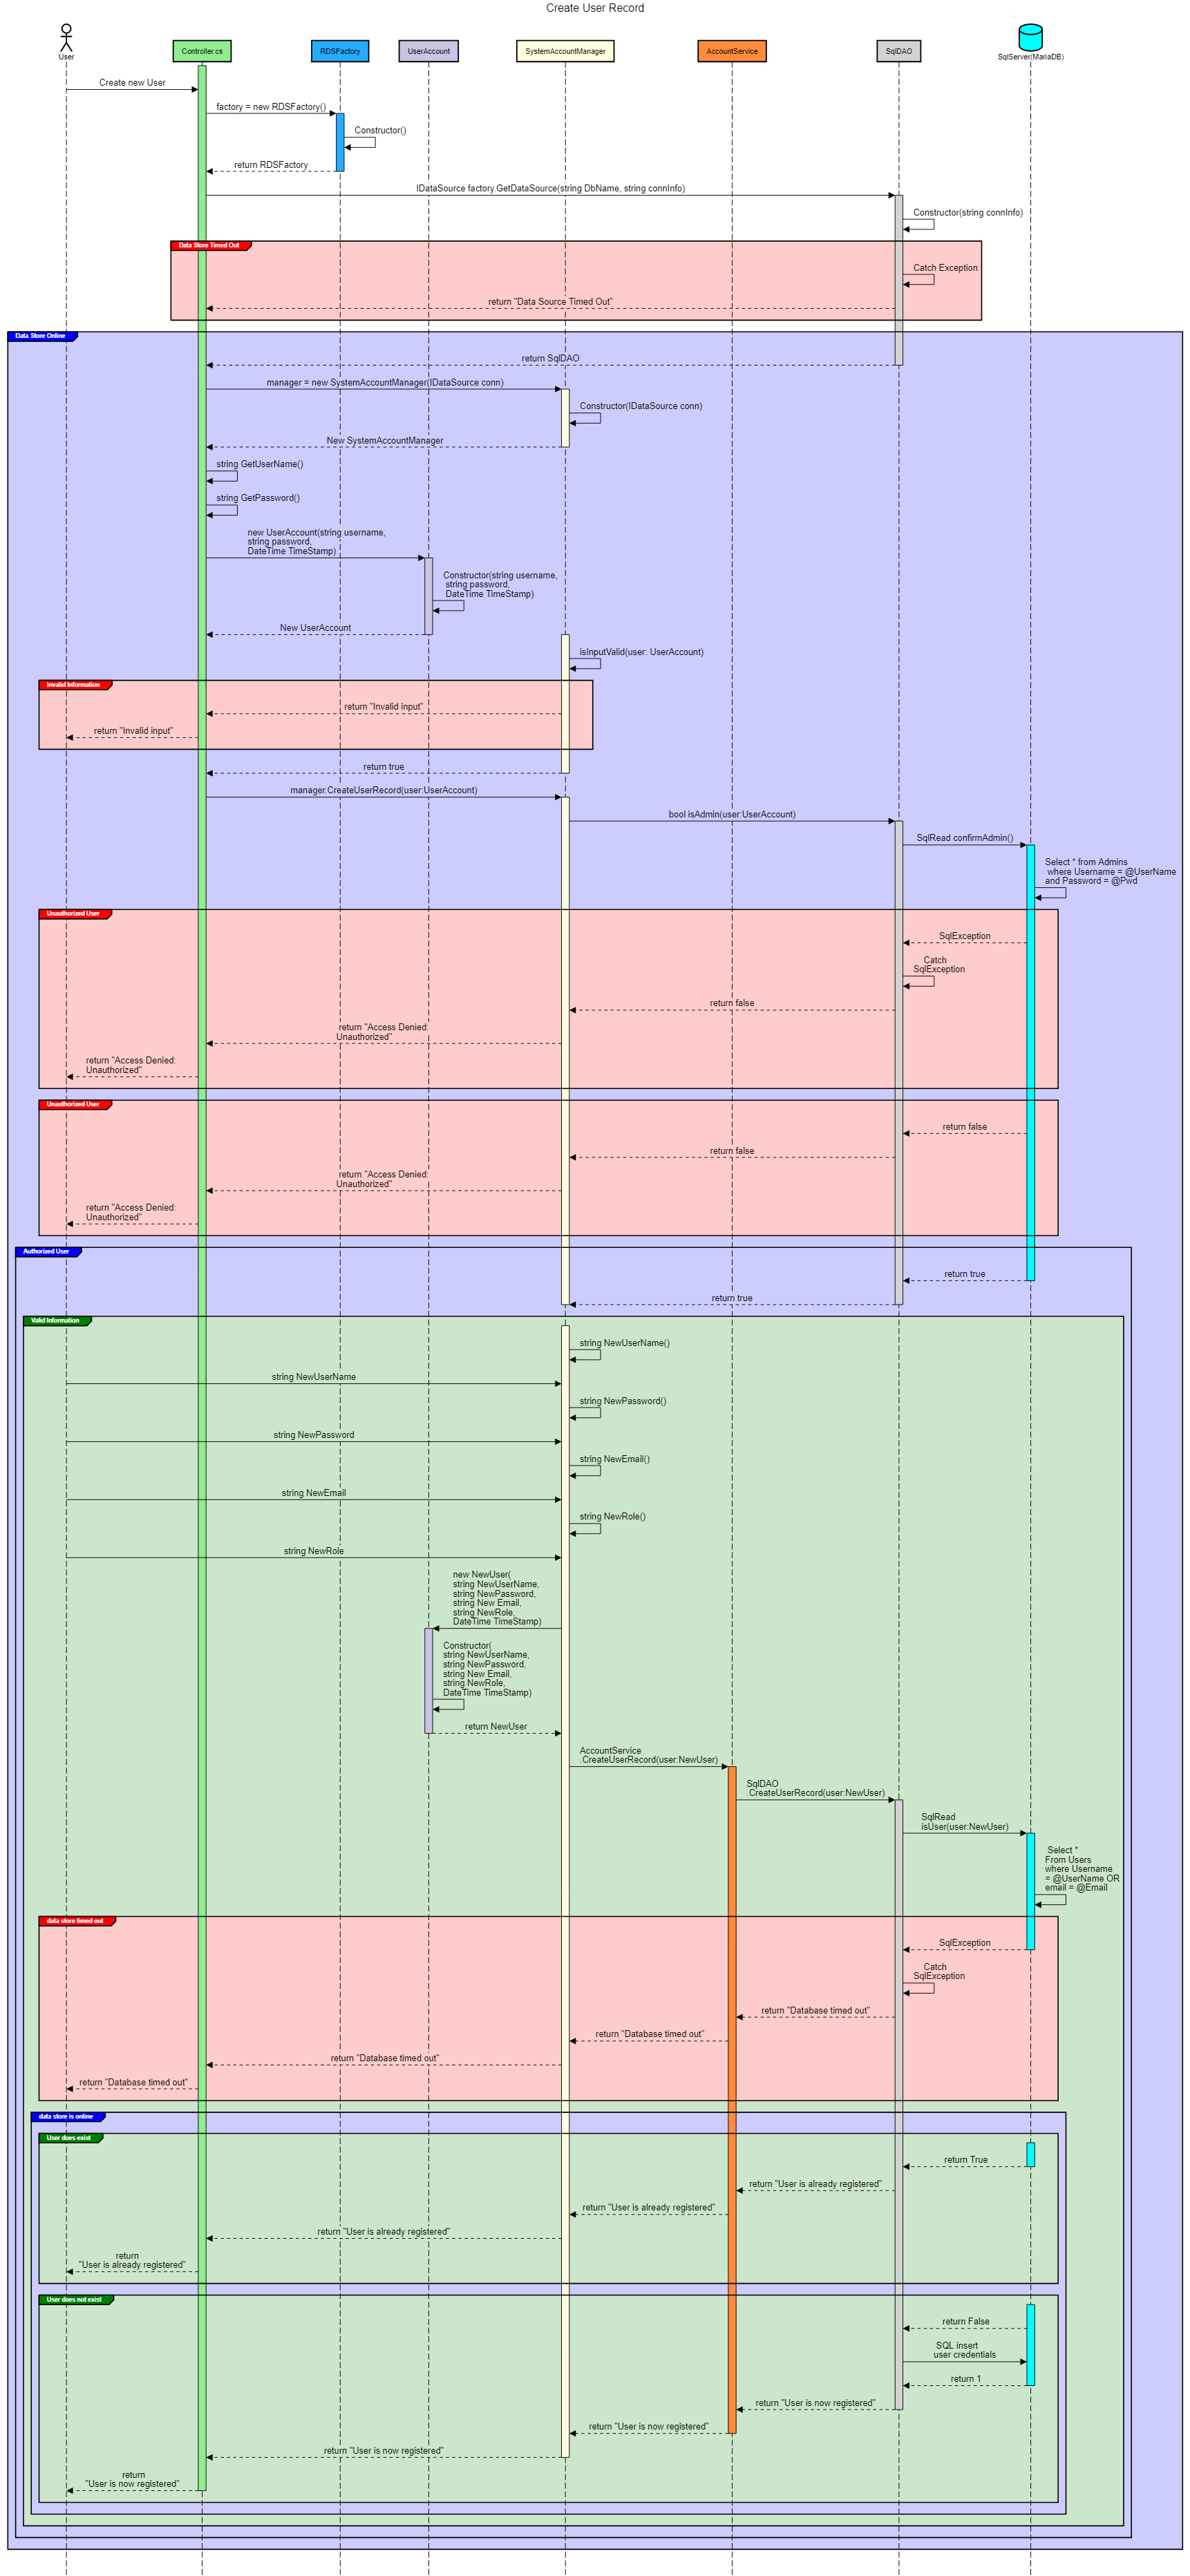 Create User Record
User
Controller.cs
RDSFactory
UserAccount
SystemAccountManager
AccountService
SqlDAO
SqlServer(MariaDB)
Create new User
factory = new RDSFactory()
Constructor()
return RDSFactory
IDataSource factory.GetDataSource(string DbName, string connInfo)
Constructor(string connInfo)
Data Store Timed Out
Catch Exception
return "Data Source Timed Out"
Data Store Online
return SqlDAO
manager = new SystemAccountManager(IDataSource conn)
Constructor(IDataSource conn)
New SystemAccountManager
string GetUserName()
string GetPassword()
new UserAccount(string username,
string password,
DateTime TimeStamp)
Constructor(string username,
string password,
DateTime TimeStamp)
New UserAccount
isInputValid(user: UserAccount)
Invalid Information
return "Invalid input"
return "Invalid input"
return true
manager.CreateUserRecord(user:UserAccount)
bool isAdmin(user:UserAccount)
SqlRead confirmAdmin()
Select * from Admins
where Username = @UserName
and Password = @Pwd
Unauthorized User
SqlException
Catch
SqlException
return false
return "Access Denied:
Unauthorized"
return "Access Denied:
Unauthorized"
Unauthorized User
return false
return false
return "Access Denied:
Unauthorized"
return "Access Denied:
Unauthorized"
Authorized User
return true
return true
Valid Information
string NewUserName()
string NewUserName
string NewPassword()
string NewPassword
string NewEmail()
string NewEmail
string NewRole()
string NewRole
new NewUser(
string NewUserName,
string NewPassword,
string New Email,
string NewRole,
DateTime TimeStamp)
Constructor(
string NewUserName,
string NewPassword,
string New Email,
string NewRole,
DateTime TimeStamp)
return NewUser
AccountService
.CreateUserRecord(user:NewUser)
SqlDAO
.CreateUserRecord(user:NewUser)
SqlRead
isUser(user:NewUser)
Select *
From Users
where Username
= @UserName OR
email = @Email
data store timed out
SqlException
Catch
SqlException
return "Database timed out"
return "Database timed out"
return "Database timed out"
return "Database timed out"
data store is online
User does exist
return True
return "User is already registered"
return "User is already registered"
return "User is already registered"
return
"User is already registered"
User does not exist
return False
SQL insert
user credentials
return 1
return "User is now registered"
return "User is now registered"
return "User is now registered"
return
"User is now registered"